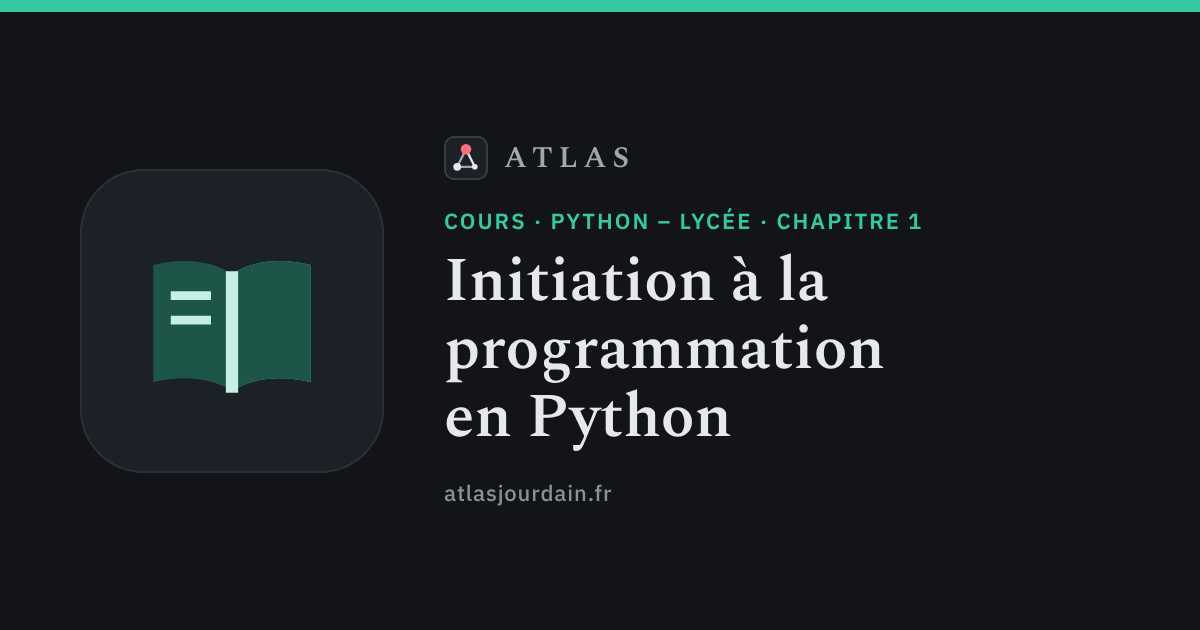 ATLAS
COURS · PYTHON – LYCÉE · CHAPITRE 1
Initiation à la
programmation
en Python
atlasjourdain.fr